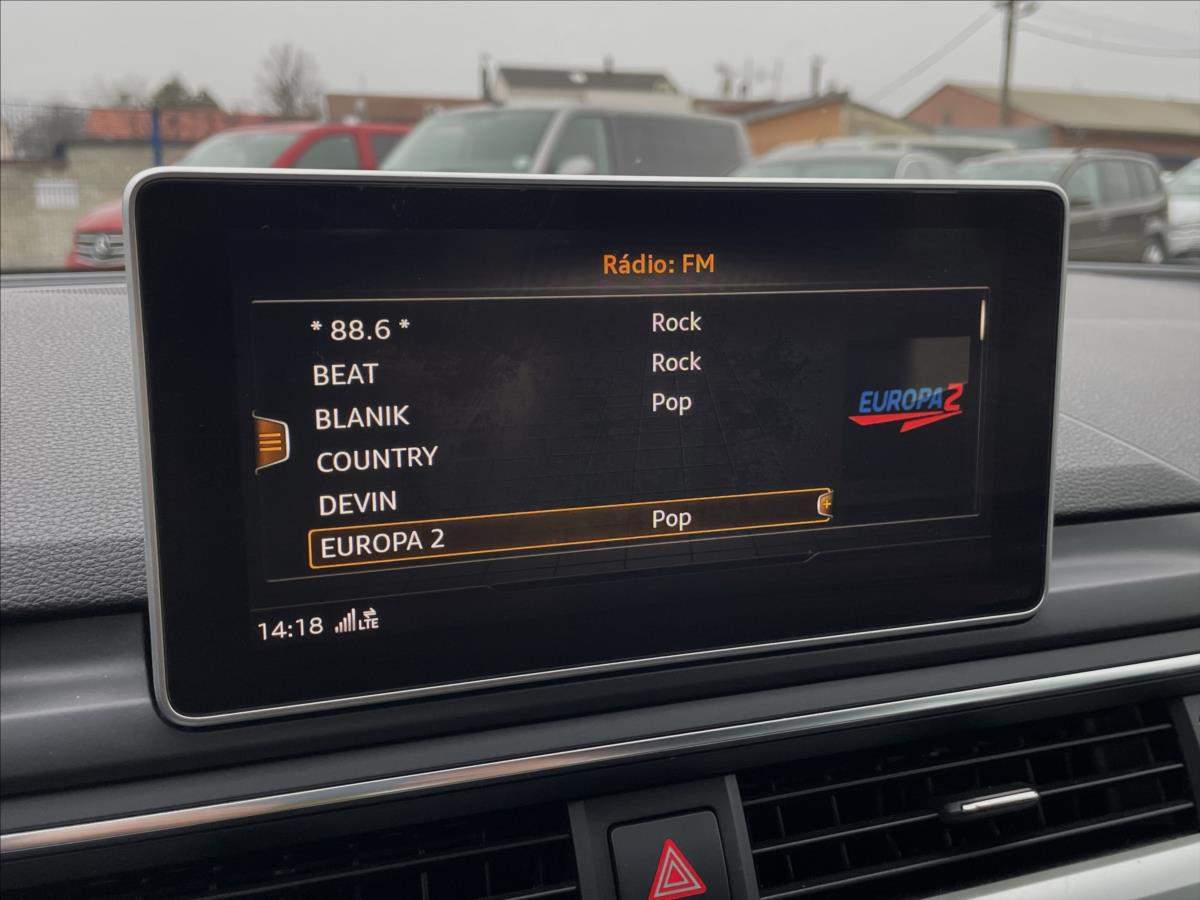 Rádio: FM
* 88.6 * Rock
BEAT Rock
BLANIK Pop
COUNTRY
DEVIN
EUROPA 2 Pop
EUROPA 2
14:18 LTE